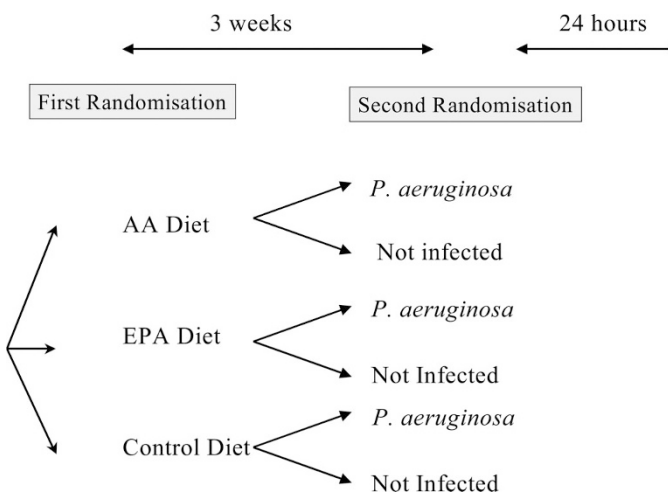 3 weeks 24 hours
First Randomisation Second Randomisation
P. aeruginosa
AA Diet
Not infected
P. aeruginosa
EPA Diet
Not Infected
P. aeruginosa
Control Diet
Not Infected